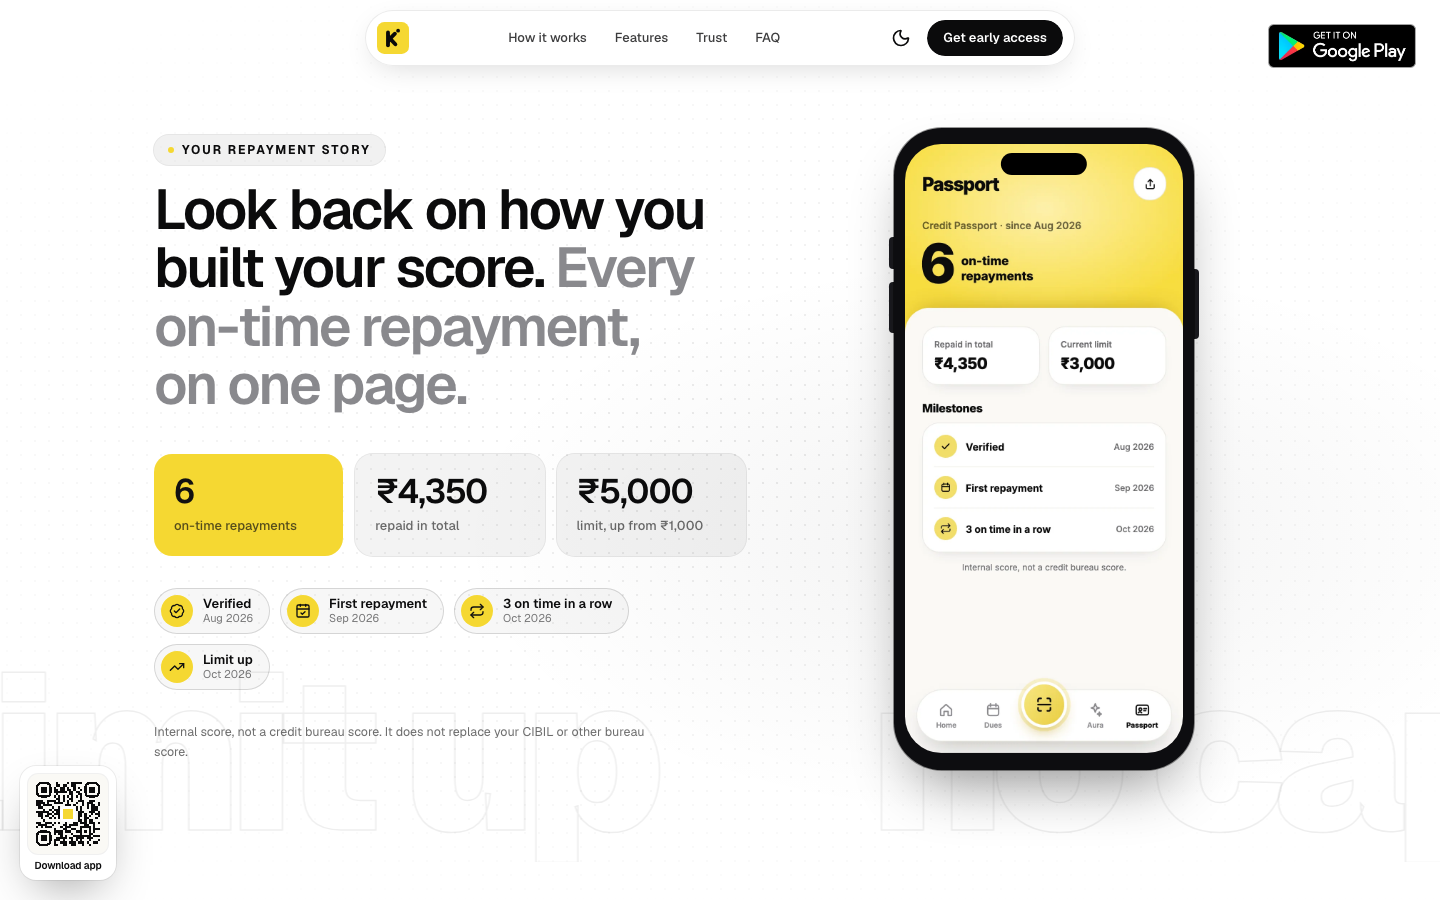 K
How it works
Features
Trust
FAQ
Get early access
GET IT ON
Google Play
YOUR REPAYMENT STORY
Look back on how you
built your score. Every
on-time repayment,
on one page.
6
on-time repayments
₹4,350
repaid in total
₹5,000
limit, up from ₹1,000
Verified
Aug 2026
First repayment
Sep 2026
3 on time in a row
Oct 2026
Limit up
Oct 2026
Internal score, not a credit bureau score. It does not replace your CIBIL or other bureau
score.
Download app
Passport
Credit Passport · since Aug 2026
6 on-time
repayments
Repaid in total
₹4,350
Current limit
₹3,000
Milestones
Verified Aug 2026
First repayment Sep 2026
3 on time in a row Oct 2026
Internal score, not a credit bureau score.
Home
Dues
Aura
Passport